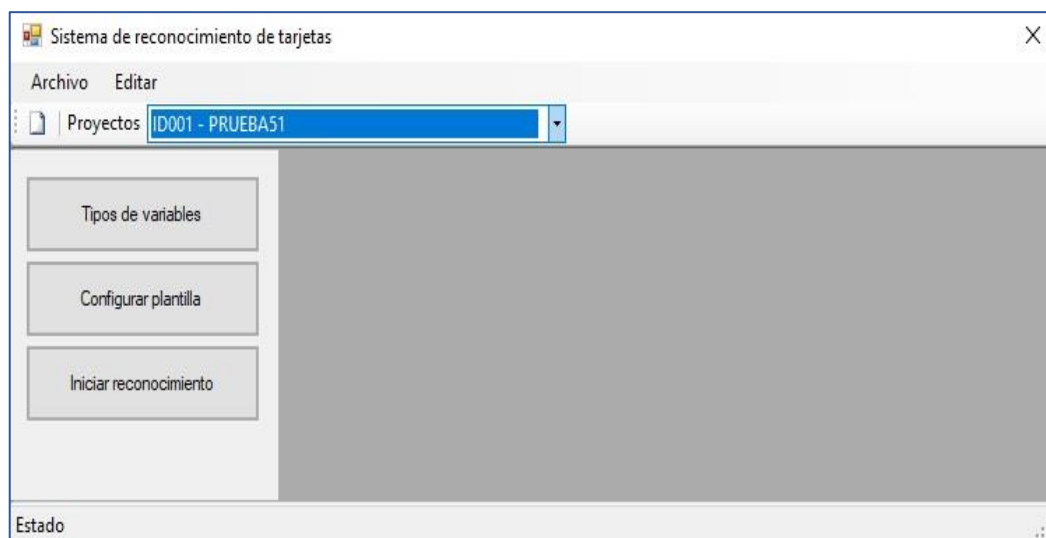 Sistema de reconocimiento de tarjetas
Archivo Editar
Proyectos ID001 - PRUEBA51
Tipos de variables
Configurar plantilla
Iniciar reconocimiento
Estado